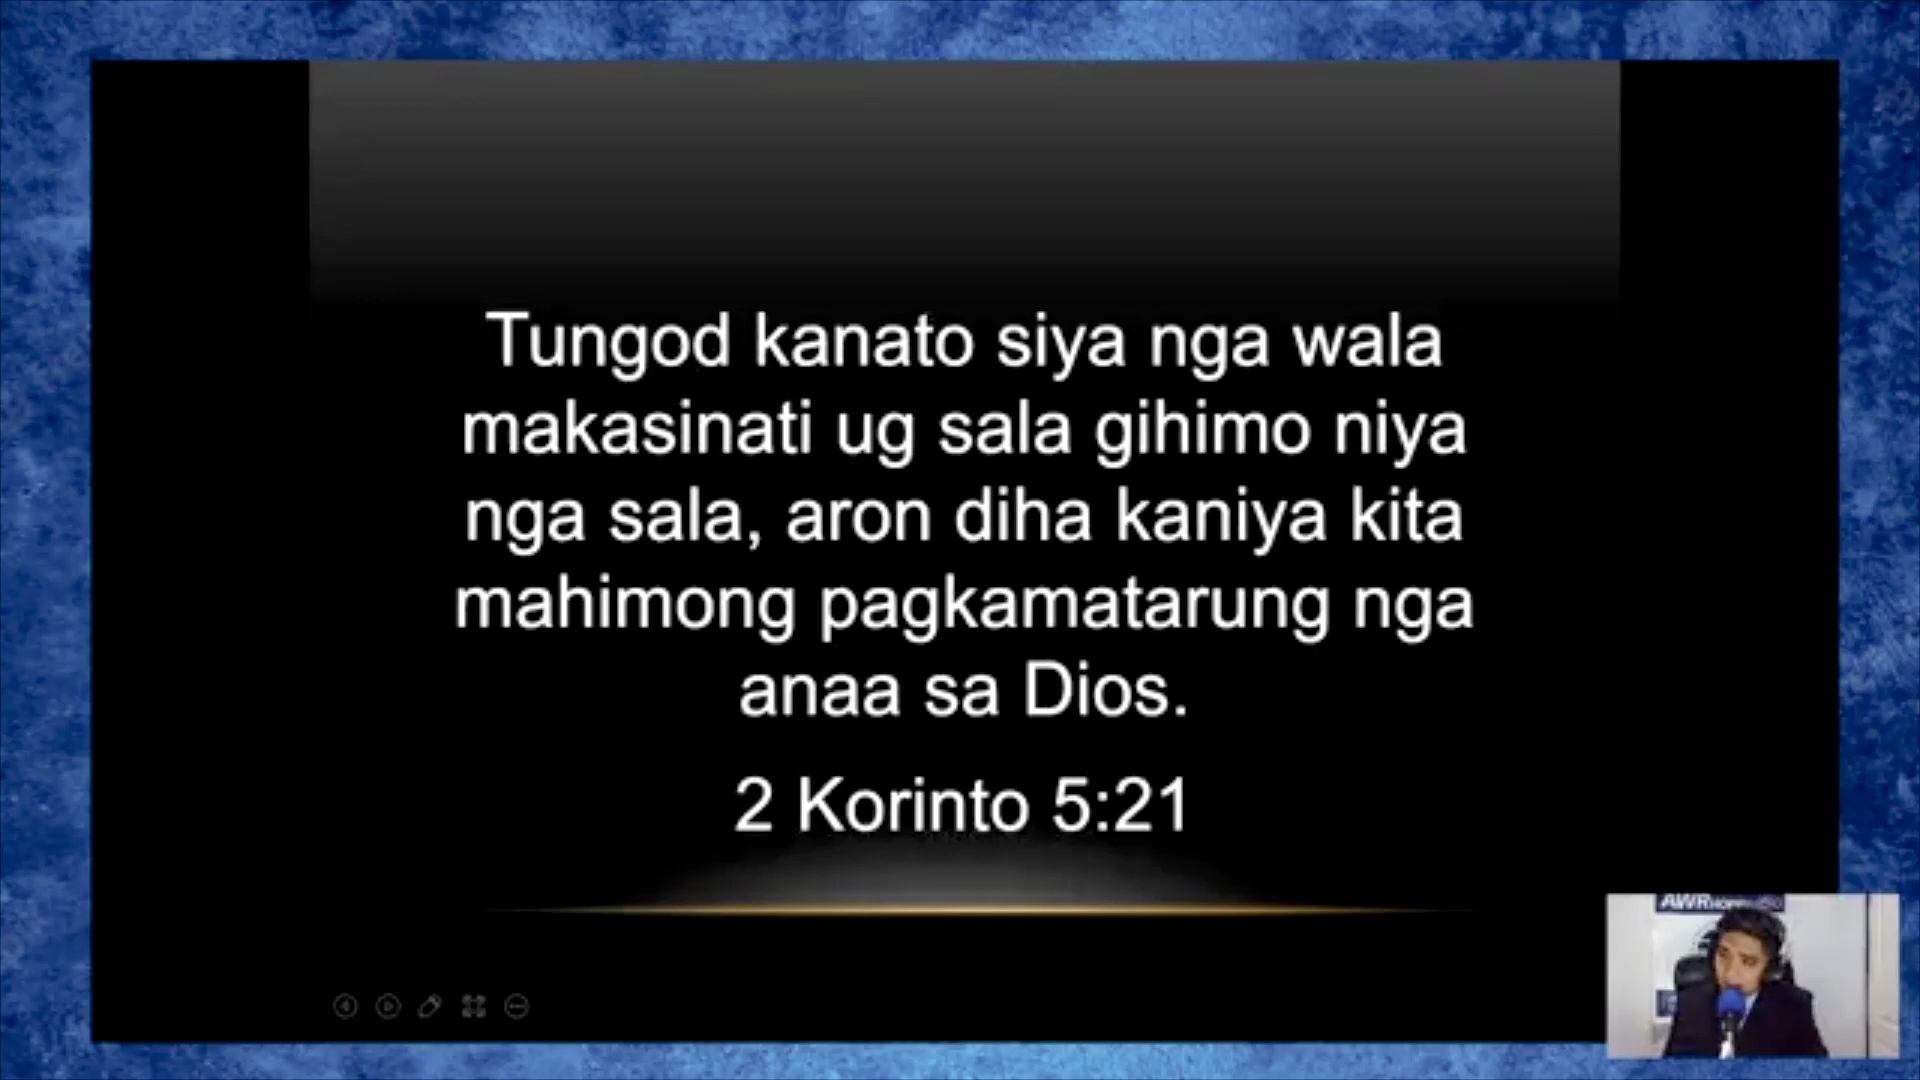 Tungod kanato siya nga wala
makasinati ug sala gihimo niya
nga sala, aron diha kaniya kita
mahimong pagkamatarung nga
anaa sa Dios.
2 Korinto 5:21
AWR